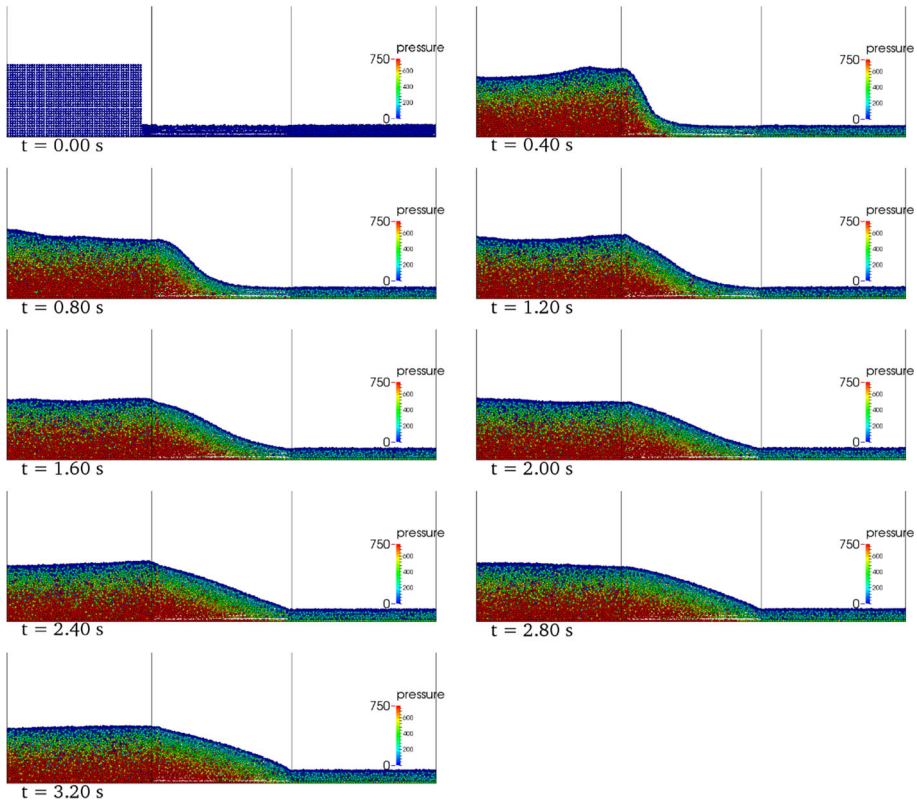 pressure
750
600
400
200
0
t = 0.00 s
pressure
750
600
400
200
0
t = 0.40 s
pressure
750
600
400
200
0
t = 0.80 s
pressure
750
600
400
200
0
t = 1.20 s
pressure
750
600
400
200
0
t = 1.60 s
pressure
750
600
400
200
0
t = 2.00 s
pressure
750
600
400
200
0
t = 2.40 s
pressure
750
600
400
200
0
t = 2.80 s
pressure
750
600
400
200
0
t = 3.20 s